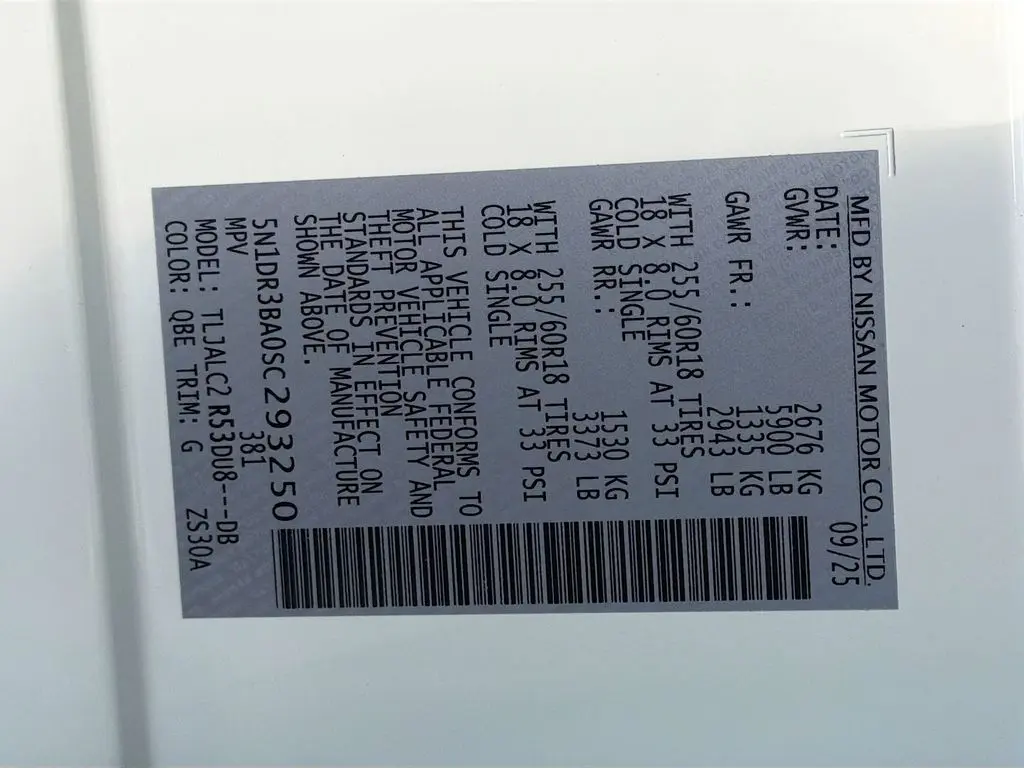 MFD BY NISSAN MOTOR CO., LTD.
DATE: 09/25
GVWR: 2676 KG
5900 LB
GAWR FR.: 1335 KG
2943 LB
WITH 255/60R18 TIRES
18 X 8.0 RIMS AT 33 PSI
COLD SINGLE
GAWR RR.: 1530 KG
3373 LB
WITH 255/60R18 TIRES
18 X 8.0 RIMS AT 33 PSI
COLD SINGLE
THIS VEHICLE CONFORMS TO
ALL APPLICABLE FEDERAL
MOTOR VEHICLE SAFETY AND
THEFT PREVENTION
STANDARDS IN EFFECT ON
THE DATE OF MANUFACTURE
SHOWN ABOVE.
5N1DR3BA0SC293250
MPV 381
MODEL: TLJALC2 R53DU8---DB
COLOR: QBE TRIM: G ZS30A